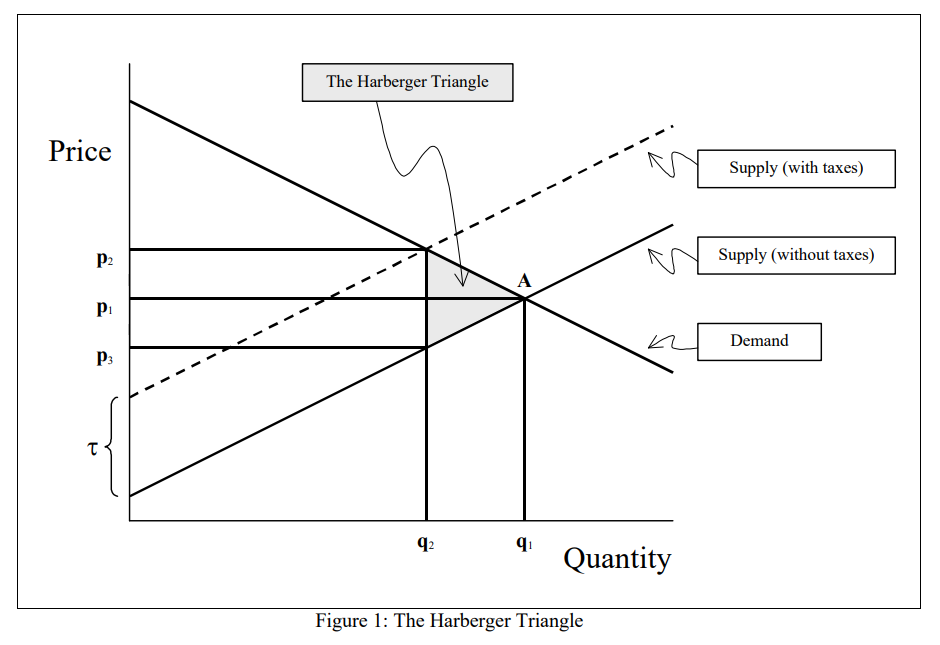 The Harberger Triangle
Price
Supply (with taxes)
p2
Supply (without taxes)
A
p1
Demand
p3
τ
q2
q1
Quantity
Figure 1: The Harberger Triangle